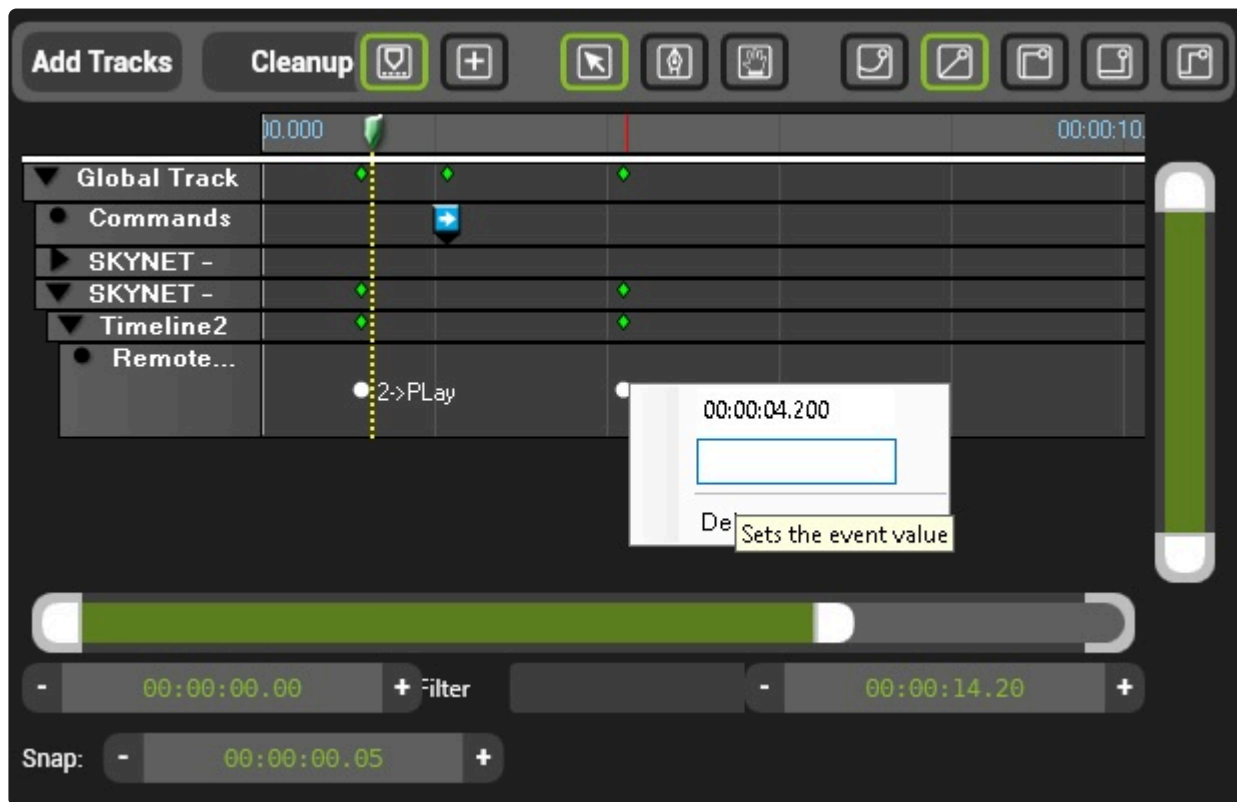 Add Tracks
Cleanup
00.000
00:00:10.
Global Track
Commands
SKYNET -
SKYNET -
Timeline2
Remote...
2->PLay
00:00:04.200
Sets the event value
- 00:00:00.00 +
Filter
- 00:00:14.20 +
Snap: - 00:00:00.05 +